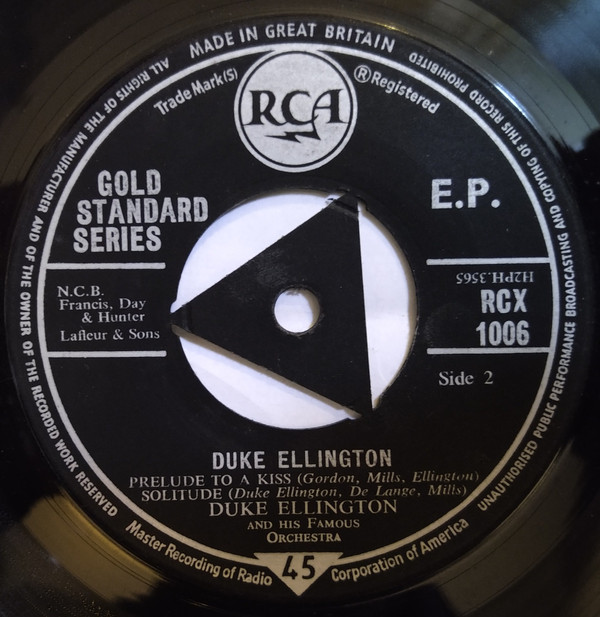 ALL RIGHTS OF THE MANUFACTURER AND OF THE OWNER OF THE RECORDED WORK RESERVED
MADE IN GREAT BRITAIN
UNAUTHORISED PUBLIC PERFORMANCE BROADCASTING AND COPYING OF THIS RECORD PROHIBITED
Trade Mark(S)
RCA
®Registered
GOLD
STANDARD
SERIES
E.P.
N.C.B.
Francis, Day
& Hunter
Lafleur & Sons
H2PH.3565
RCX
1006
Side 2
DUKE ELLINGTON
PRELUDE TO A KISS (Gordon, Mills, Ellington)
SOLITUDE (Duke Ellington, De Lange, Mills)
DUKE ELLINGTON
AND HIS FAMOUS
ORCHESTRA
Master Recording of Radio Corporation of America
45